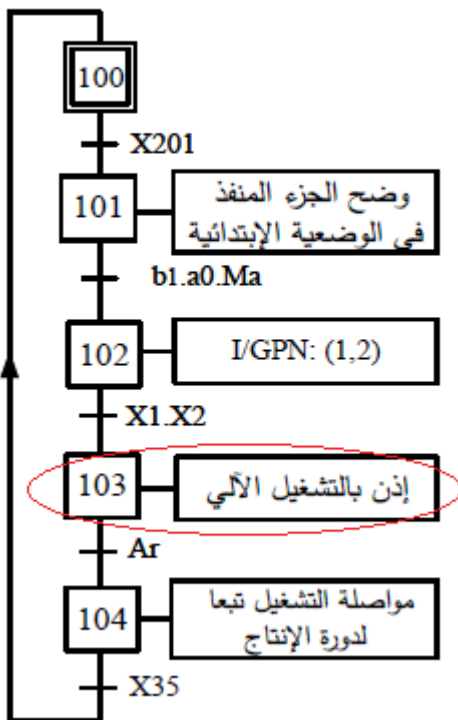 100
X201
101
وضح الجزء المنفذ
في الوضعية الإبتدائية
b1.a0.Ma
102
I/GPN: (1,2)
X1.X2
103
إذن بالتشغيل الآلي
Ar
104
مواصلة التشغيل تبعا
لدورة الإنتاج
X35